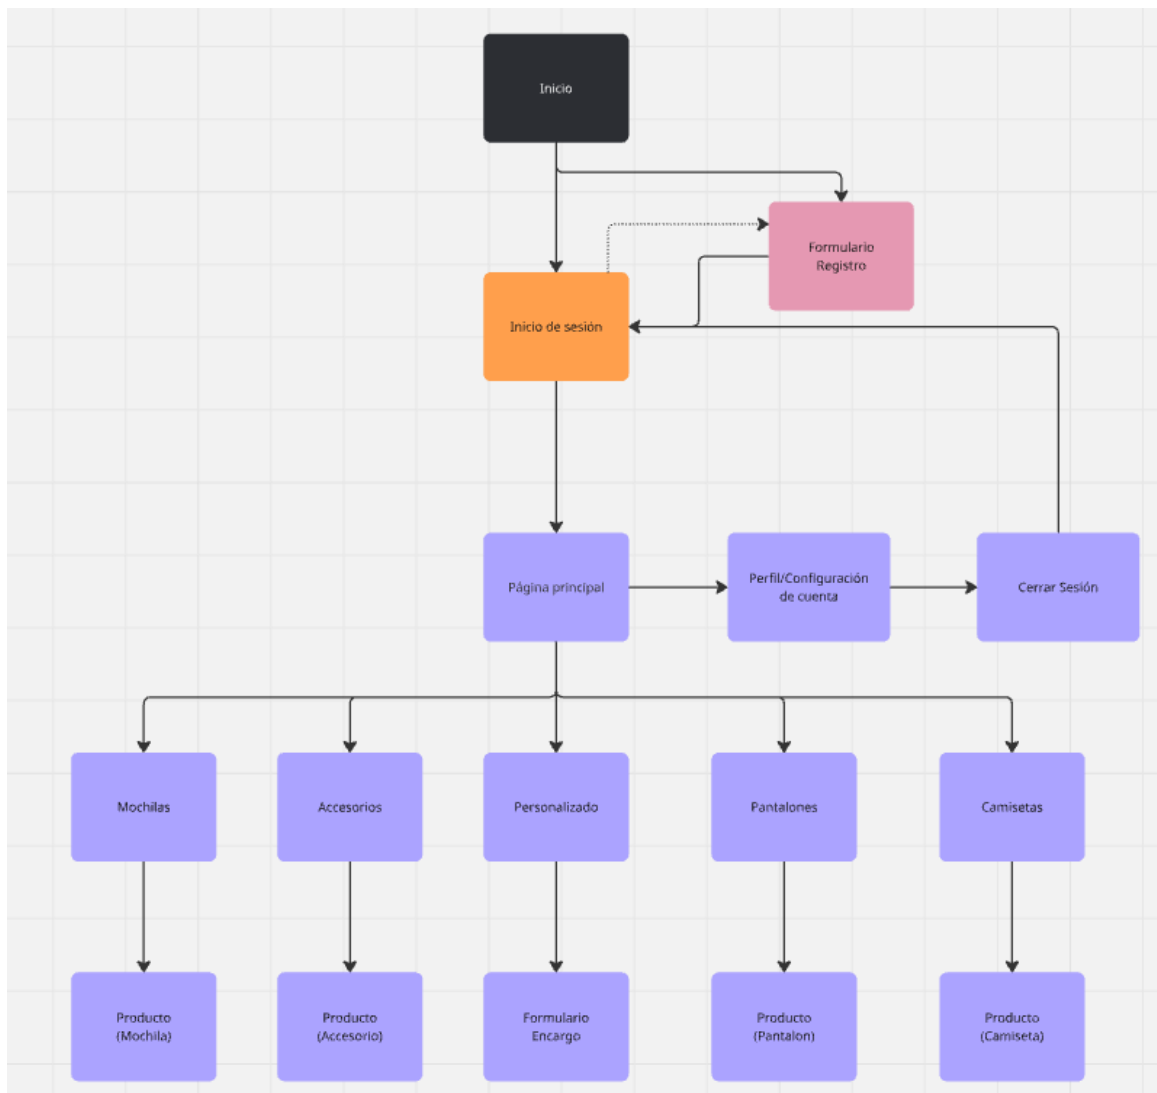 Inicio
Formulario
Registro
Inicio de sesión
Página principal
Perfil/Configuración
de cuenta
Cerrar Sesión
Mochilas
Accesorios
Personalizado
Pantalones
Camisetas
Producto
(Mochila)
Producto
(Accesorio)
Formulario
Encargo
Producto
(Pantalon)
Producto
(Camiseta)